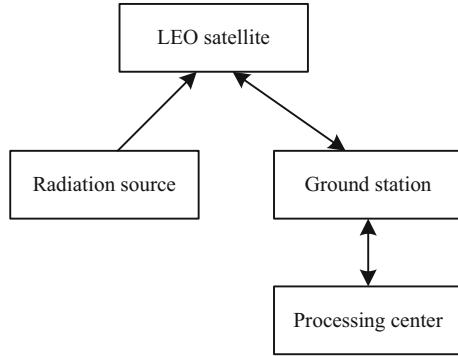 LEO satellite
Radiation source
Ground station
Processing center